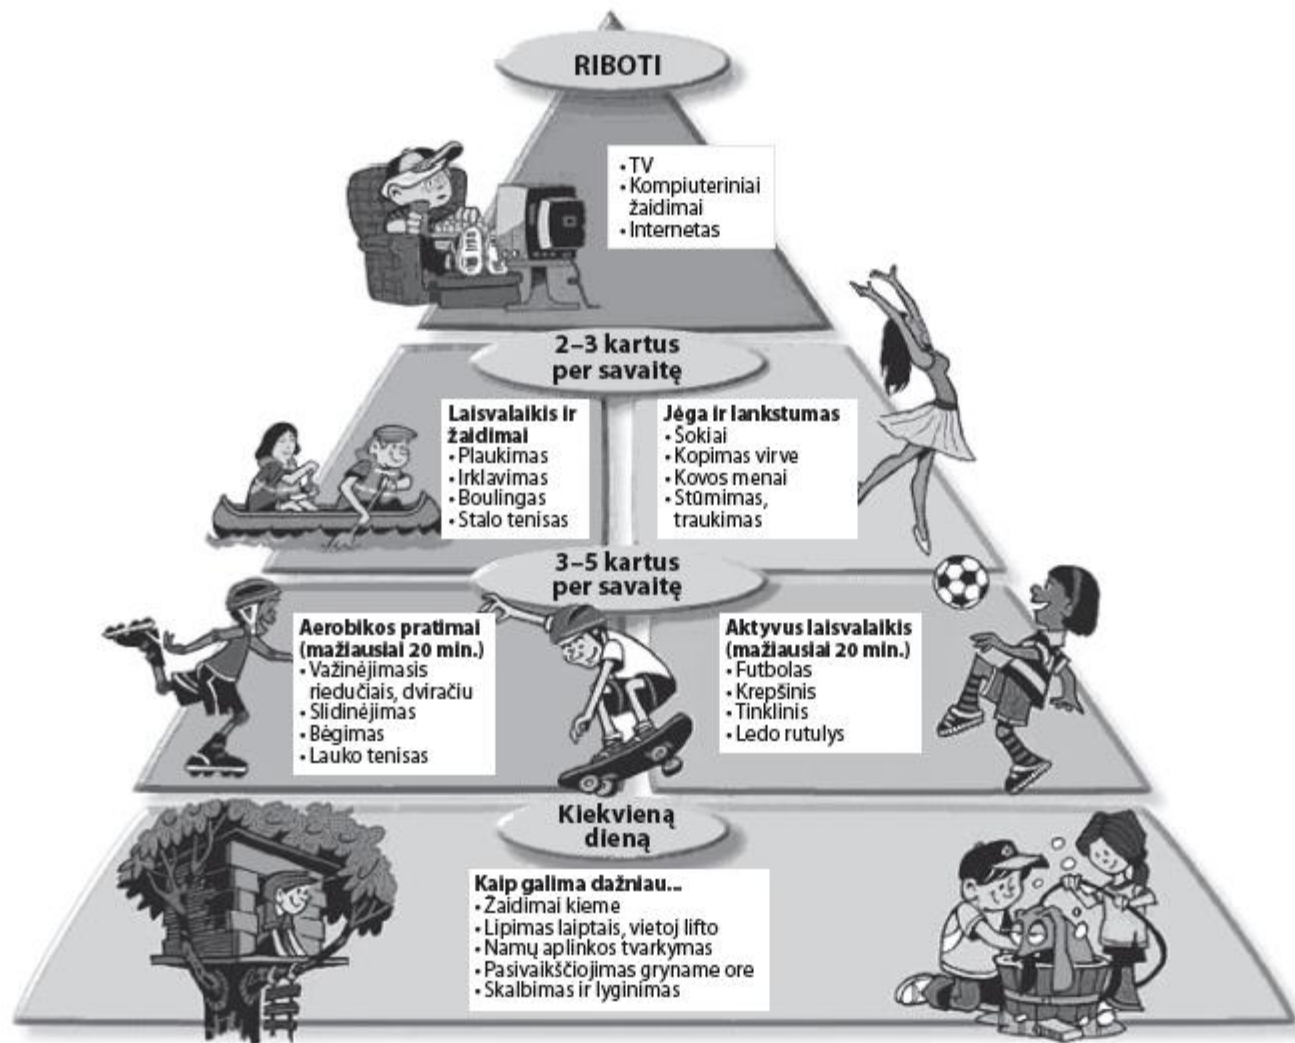 RIBOTI
• TV
• Kompiuteriniai
žaidimai
• Internetas
2–3 kartus
per savaitę
Laisvalaikis ir
žaidimai
• Plaukimas
• Irklavimas
• Boulingas
• Stalo tenisas
Jėga ir lankstumas
• Šokiai
• Kopimas virve
• Kovos menai
• Stūmimas,
traukimas
3–5 kartus
per savaitę
Aerobikos pratimai
(mažiausiai 20 min.)
• Važinėjimasis
riedučiais, dviračiu
• Slidinėjimas
• Bėgimas
• Lauko tenisas
Aktyvus laisvalaikis
(mažiausiai 20 min.)
• Futbolas
• Krepšinis
• Tinklinis
• Ledo rutulys
Kiekvieną
dieną
Kaip galima dažniau...
• Žaidimai kieme
• Lipimas laiptais, vietoj lifto
• Namų aplinkos tvarkymas
• Pasivaikščiojimas gryname ore
• Skalbimas ir lyginimas